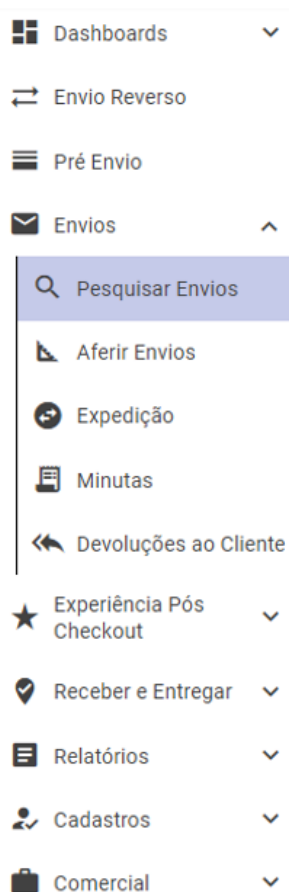 Dashboards
Envio Reverso
Pré Envio
Envios
Pesquisar Envios
Aferir Envios
Expedição
Minutas
Devoluções ao Cliente
Experiência Pós
Checkout
Receber e Entregar
Relatórios
Cadastros
Comercial